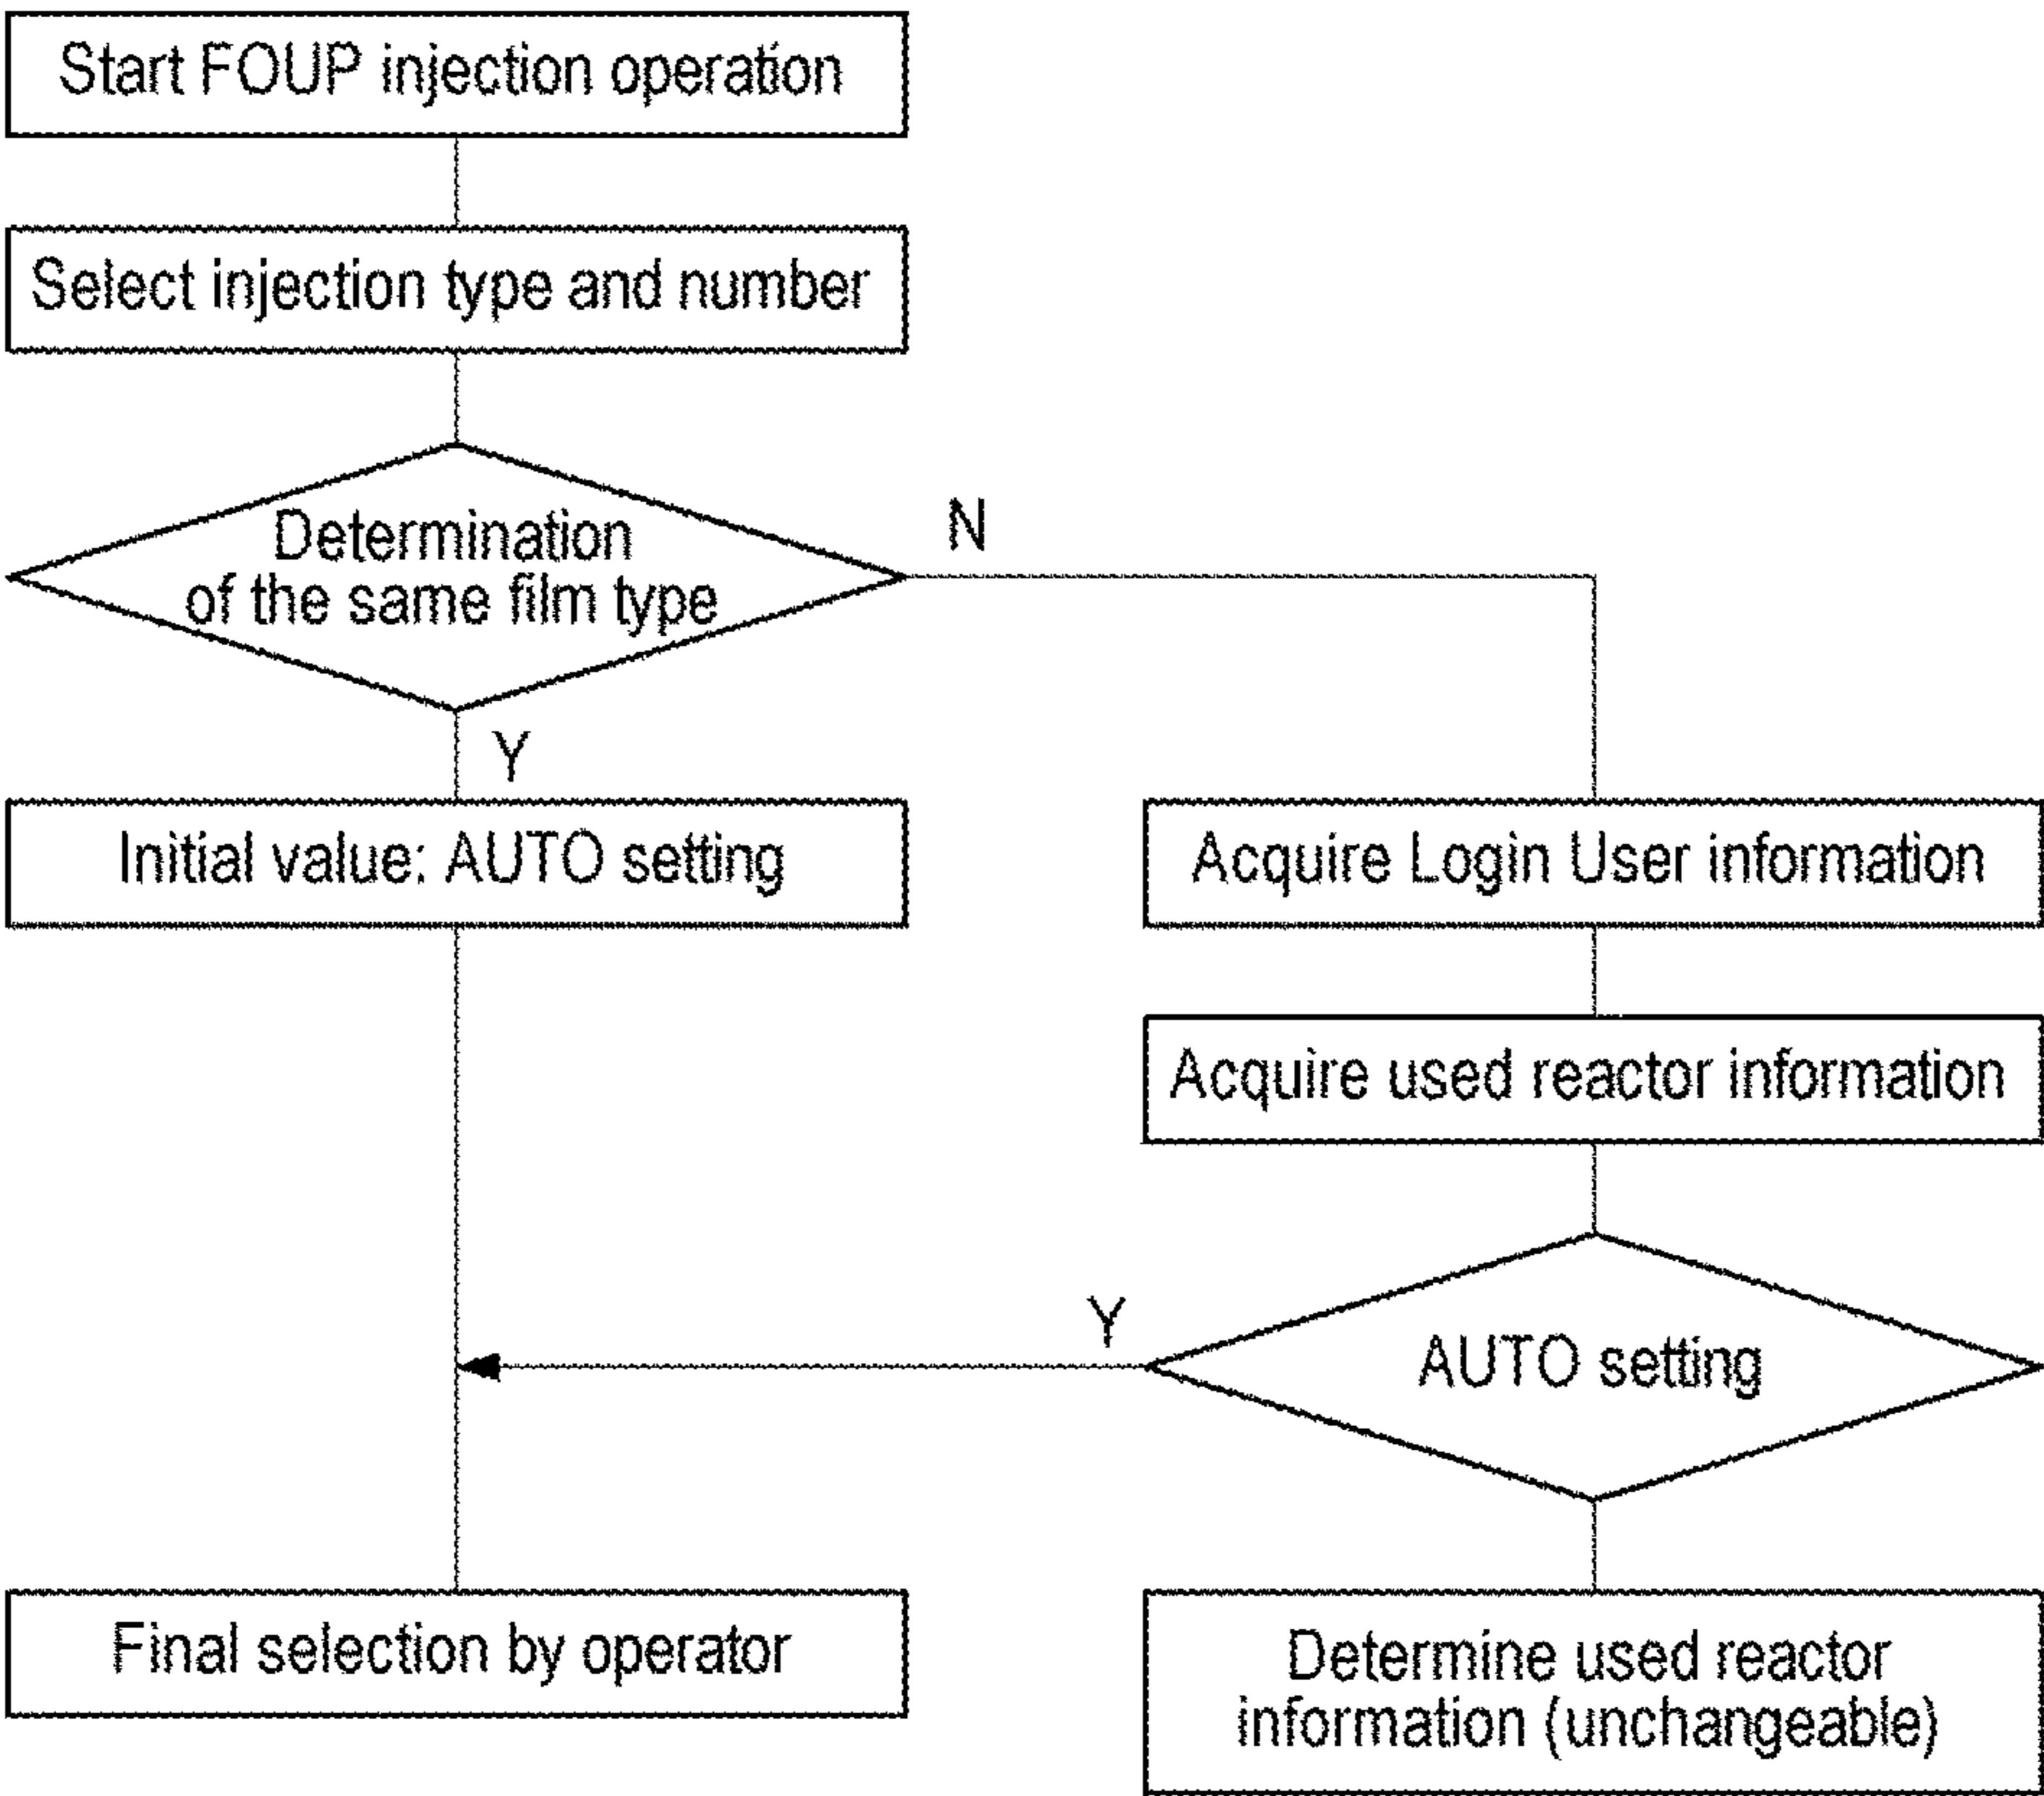 Start FOUP injection operation
Select injection type and number
Determination
of the same film type
N
Y
Initial value: AUTO setting
Acquire Login User information
Acquire used reactor information
Y
AUTO setting
Final selection by operator
Determine used reactor
information (unchangeable)